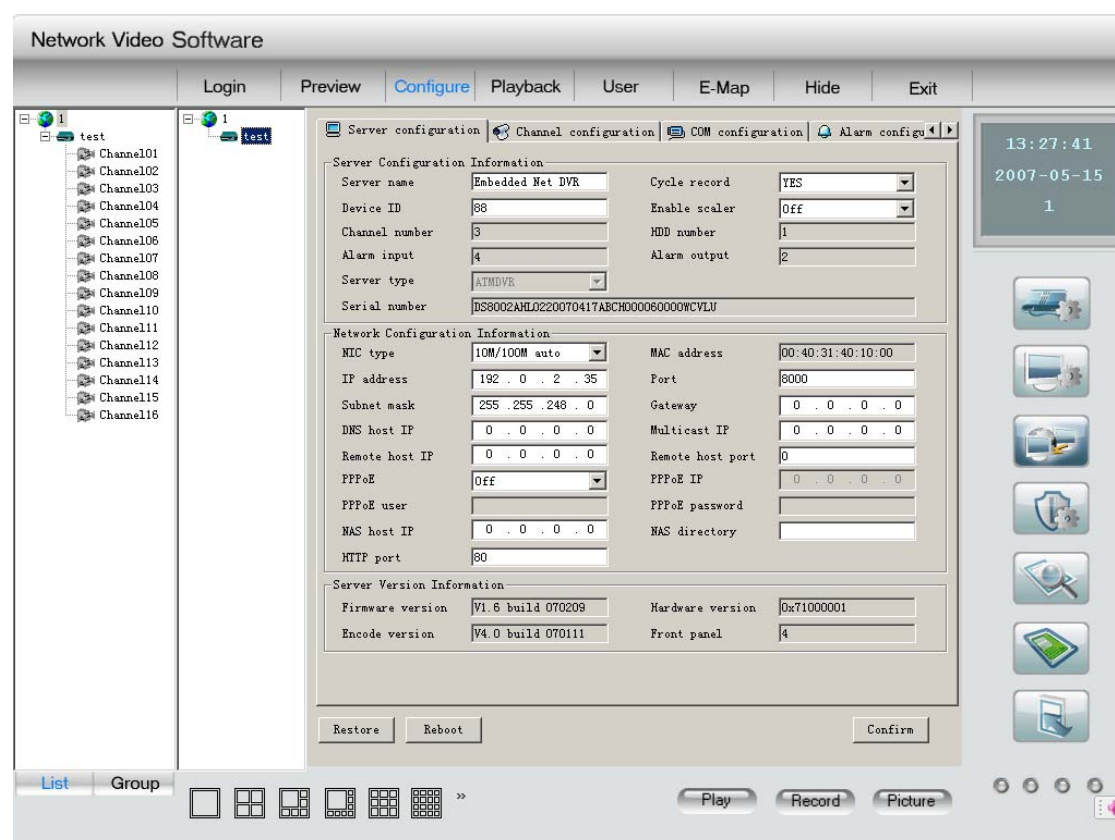 Network Video Software
Login Preview Configure Playback User E-Map Hide Exit
1
test
Channel01
Channel02
Channel03
Channel04
Channel05
Channel06
Channel07
Channel08
Channel09
Channel10
Channel11
Channel12
Channel13
Channel14
Channel15
Channel16
1
test
Server configuration Channel configuration COM configuration Alarm configu
Server Configuration Information
Server name Embedded Net DVR Cycle record YES
Device ID 88 Enable scaler Off
Channel number 3 HDD number 1
Alarm input 4 Alarm output 2
Server type ATMDVR
Serial number DS8002AHL0220070417ABCH000060000WCVLU
Network Configuration Information
NIC type 10M/100M auto MAC address 00:40:31:40:10:00
IP address 192 . 0 . 2 . 35 Port 8000
Subnet mask 255 .255 .248 . 0 Gateway 0 . 0 . 0 . 0
DNS host IP 0 . 0 . 0 . 0 Multicast IP 0 . 0 . 0 . 0
Remote host IP 0 . 0 . 0 . 0 Remote host port 0
PPPoE Off PPPoE IP 0 . 0 . 0 . 0
PPPoE user PPPoE password
NAS host IP 0 . 0 . 0 . 0 NAS directory
HTTP port 80
Server Version Information
Firmware version V1.6 build 070209 Hardware version 0x71000001
Encode version V4.0 build 070111 Front panel 4
Restore Reboot Confirm
13:27:41
2007-05-15
1
List Group
» Play Record Picture